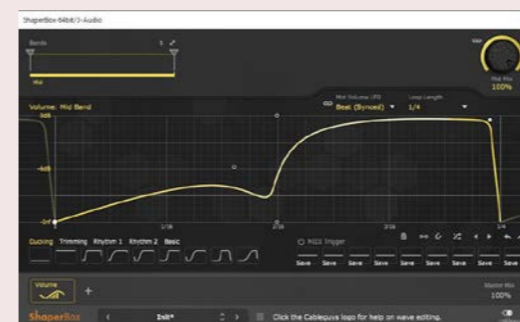 ShaperBox-64bit/3-Audio
Bands
Mid
Mid Mix
100%
Volume: Mid Band
Mid Volume LFO
Beat (Synced)
Loop Length
1/4
-Inf
1/16
2/16
3/16
1/4
Ducking Trimming Rhythm 1 Rhythm 2 Basic
MIDI Trigger
Save Save Save Save Save Save Save Save
Volume
+
Master Mix
100%
ShaperBox
Init*
Click the Cableguys logo for help on wave editing.